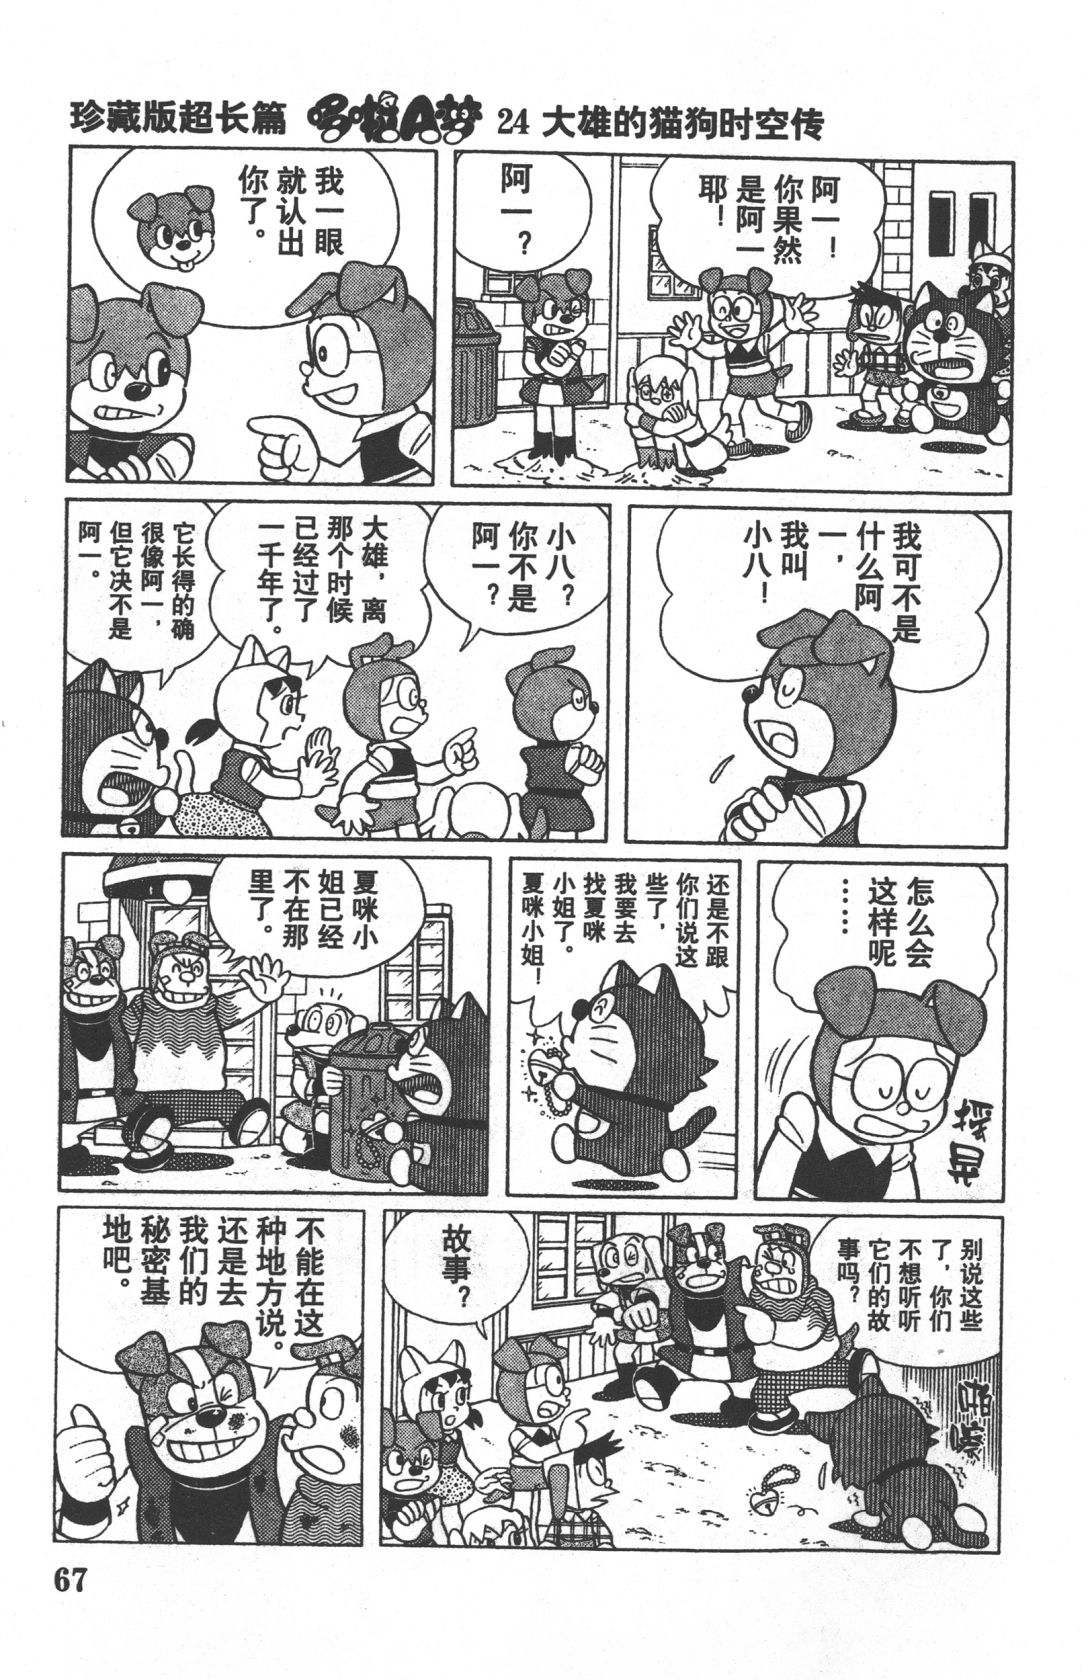 珍藏版超长篇 哆啦A梦 24 大雄的猫狗时空传
阿一！
你果然
是阿一
耶！
阿一？
我一眼
就认出
你了。
我可不是
什么阿
一，
我叫
小八！
小八？
你不是
阿一？
大雄，离
那个时候
已经过了
一千年了。
它长得的确
很像阿一，
但它决不是
阿一。
怎么会
这样呢
……
摇晃
还是不跟
你们说这
些了，
我要去
找夏咪
小姐了。
夏咪小姐！
夏咪小
姐已经
不在那
里了。
别说这些
了，你们
不想听听
它们的故
事吗？
啪嚓
故事？
不能在这
种地方说。
还是去
我们的
秘密基
地吧。
67